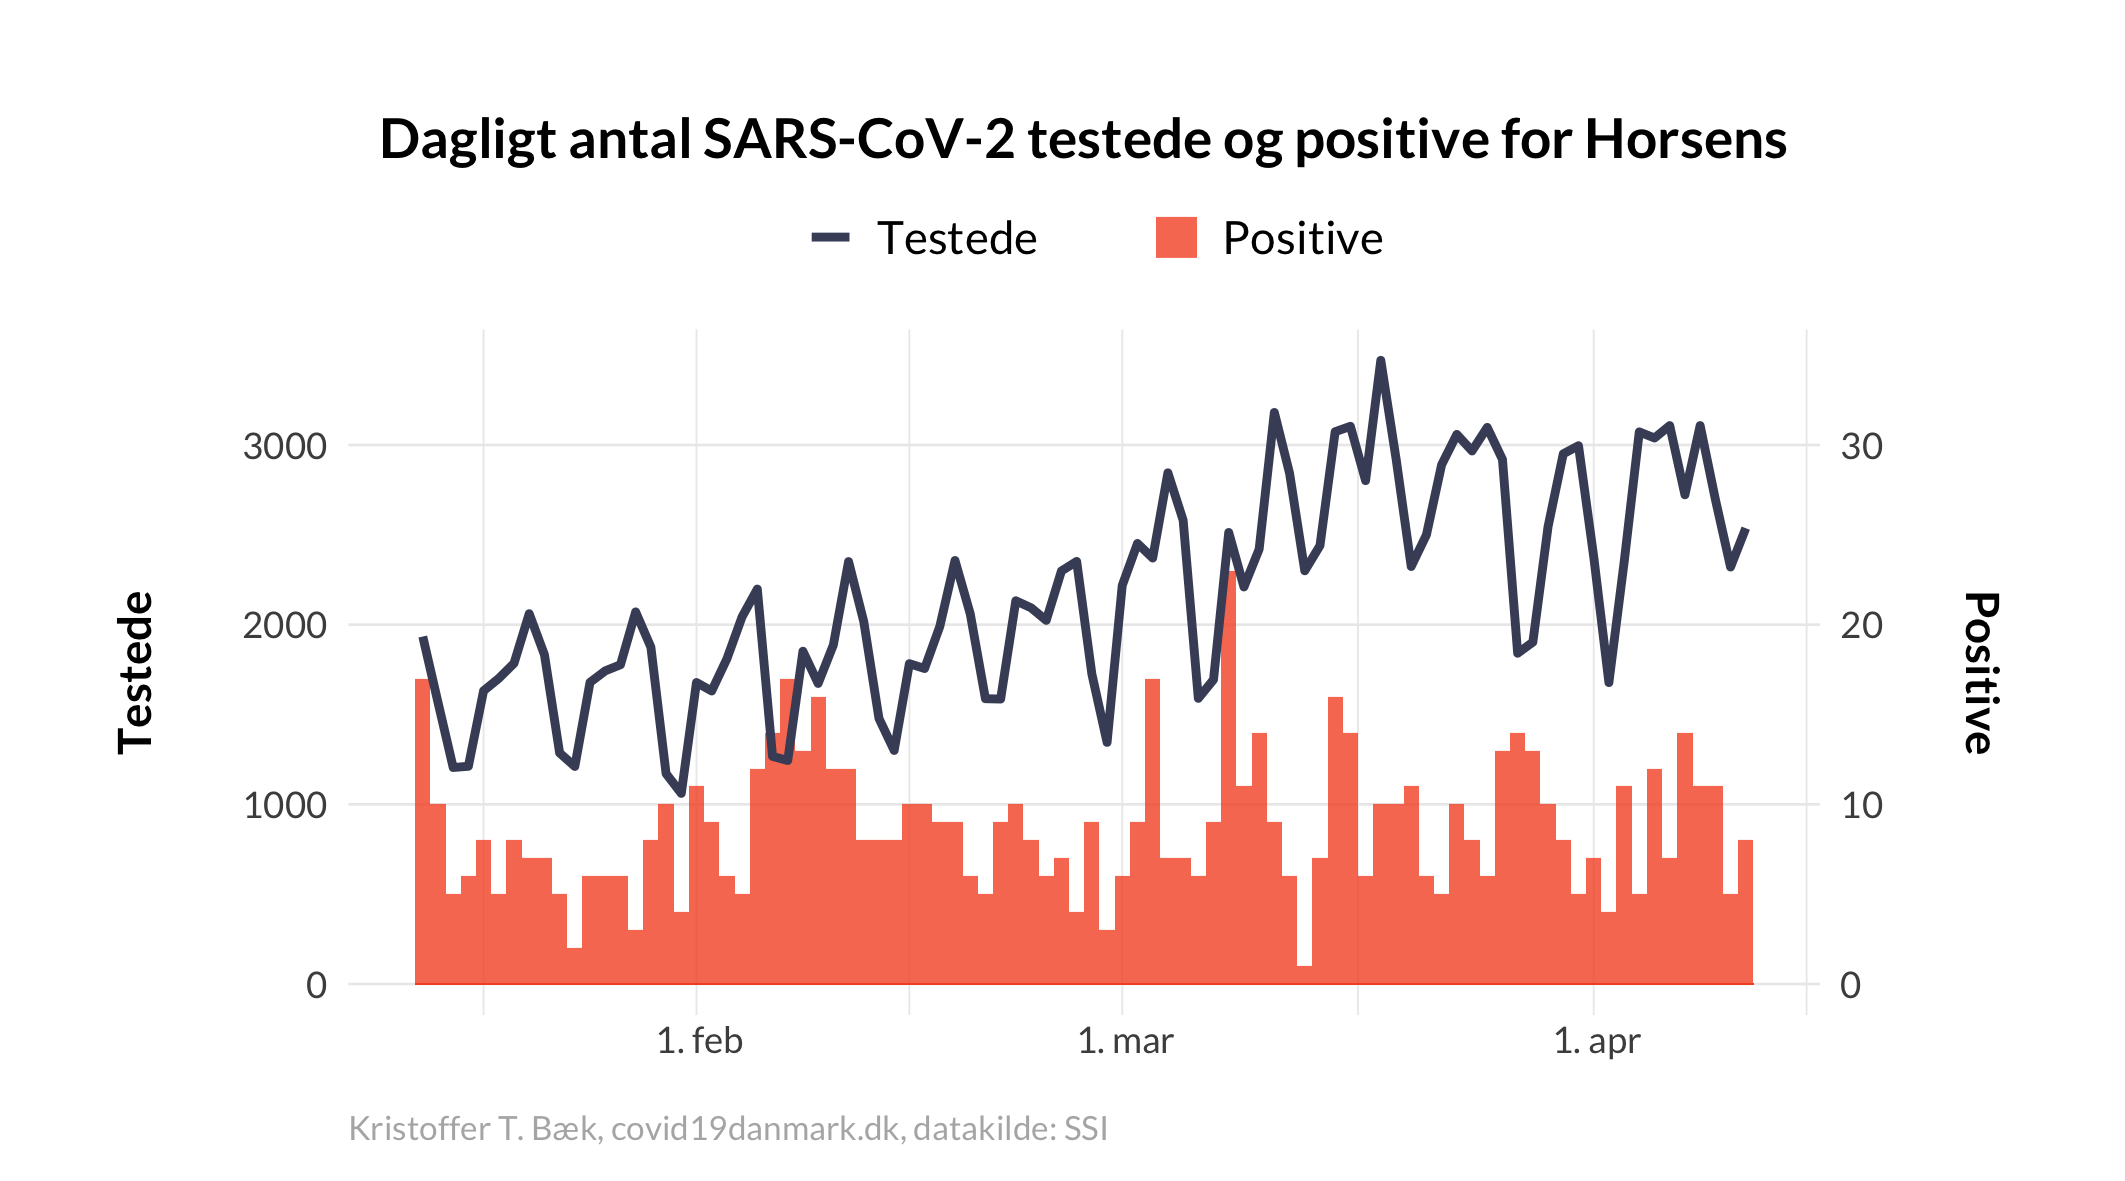 Dagligt antal SARS-CoV-2 testede og positive for Horsens
Testede
Positive
Testede
3000
2000
1000
0
30
20
10
0
Positive
1. feb
1. mar
1. apr
Kristoffer T. Bæk, covid19danmark.dk, datakilde: SSI